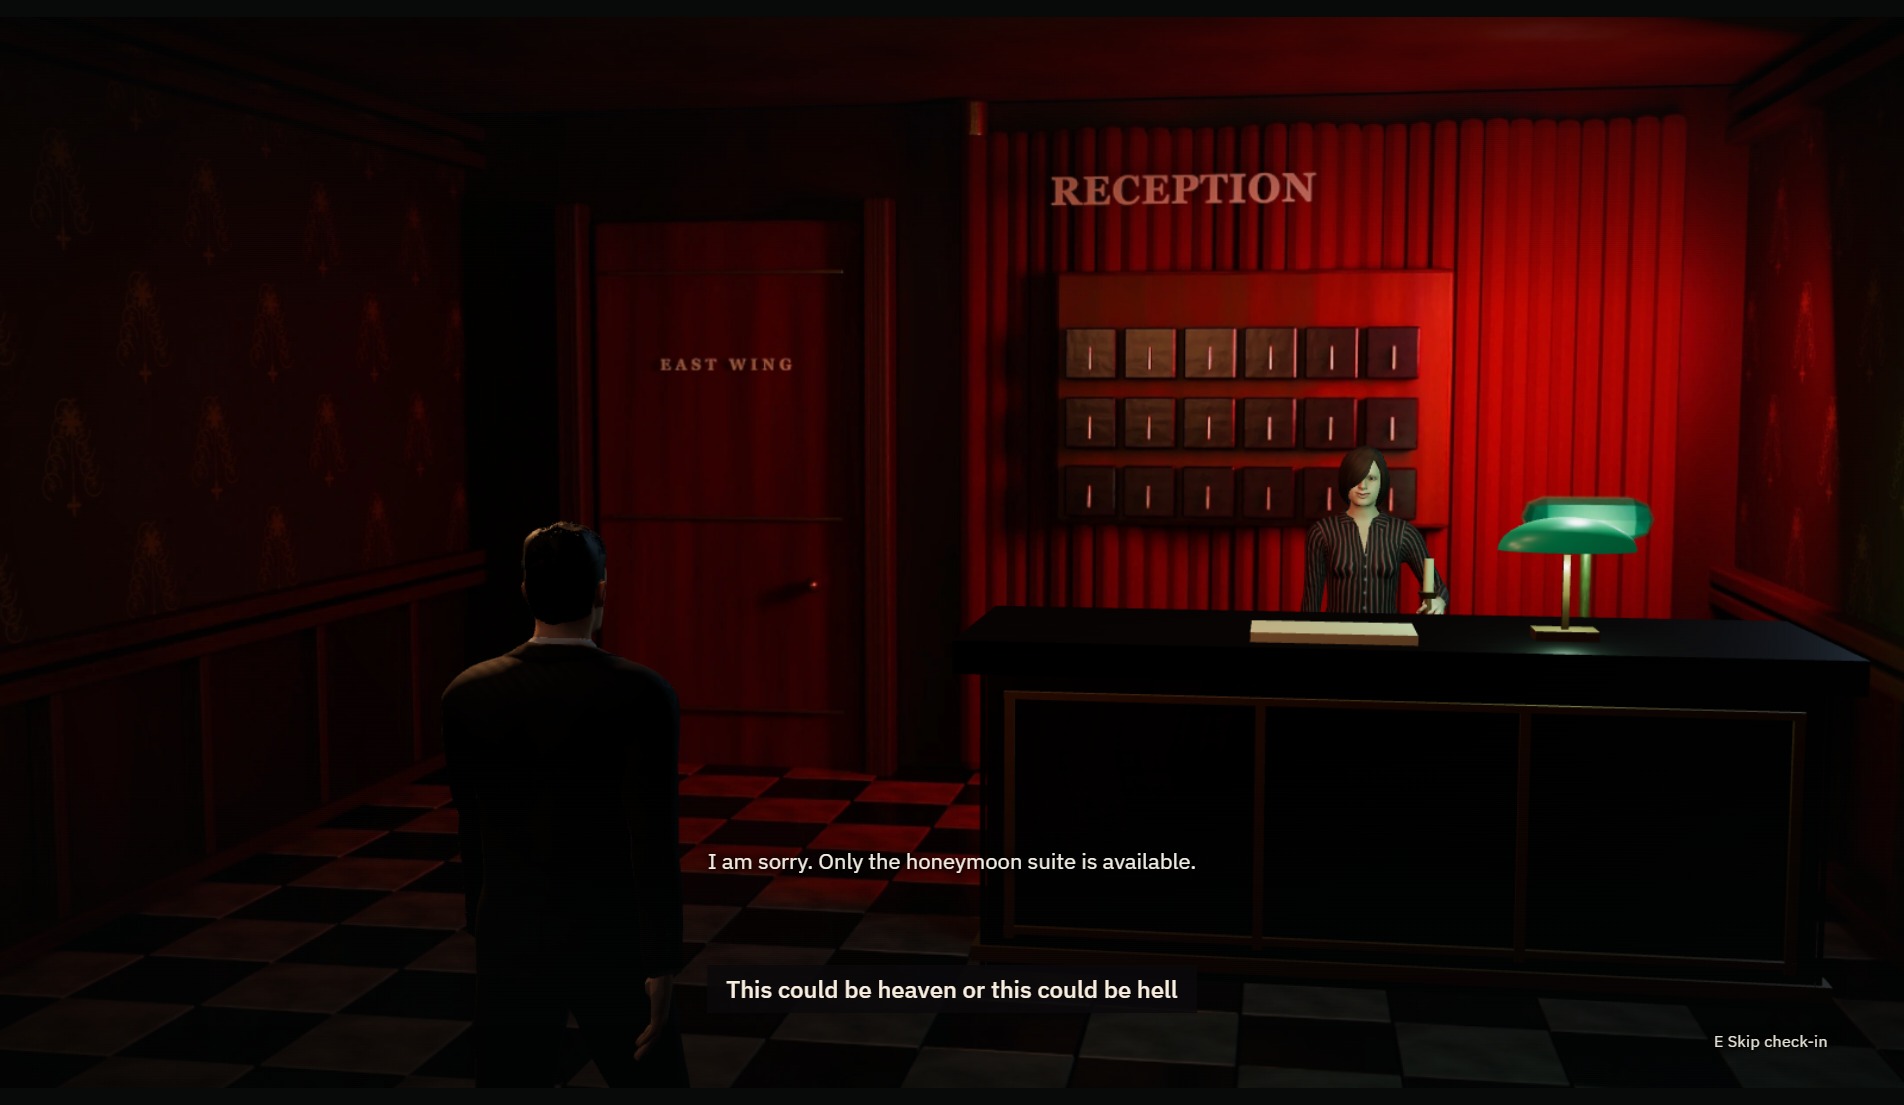 RECEPTION
EAST WING
I am sorry. Only the honeymoon suite is available.
This could be heaven or this could be hell
E Skip check-in